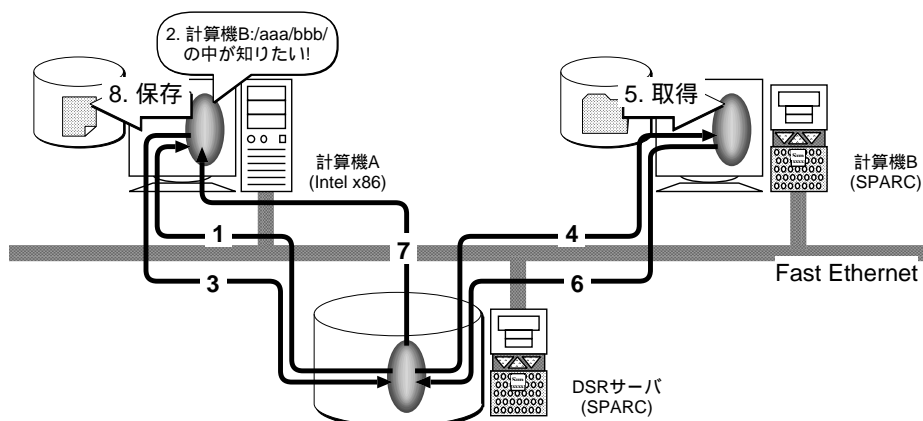 2. 計算機B:/aaa/bbb/
の中が知りたい!
8. 保存
5. 取得
計算機A
(Intel x86)
計算機B
(SPARC)
1
7
4
3
6
Fast Ethernet
DSRサーバ
(SPARC)